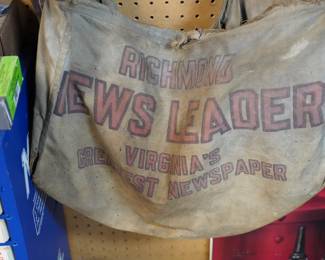 RICHMOND
NEWS LEADER
VIRGINIA'S
GREATEST NEWSPAPER